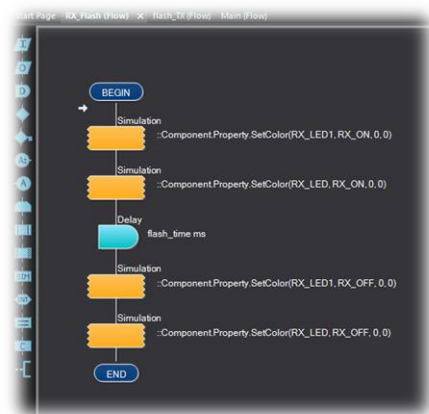 Start Page RX_Flash (Flow) × flash_TX (Flow) Main (Flow)
BEGIN
Simulation
::Component.Property.SetColor(RX_LED1, RX_ON, 0, 0)
Simulation
::Component.Property.SetColor(RX_LED, RX_ON, 0, 0)
Delay
flash_time ms
Simulation
::Component.Property.SetColor(RX_LED1, RX_OFF, 0, 0)
Simulation
::Component.Property.SetColor(RX_LED, RX_OFF, 0, 0)
END
I
O
D
A:
A
SIM
INT
C